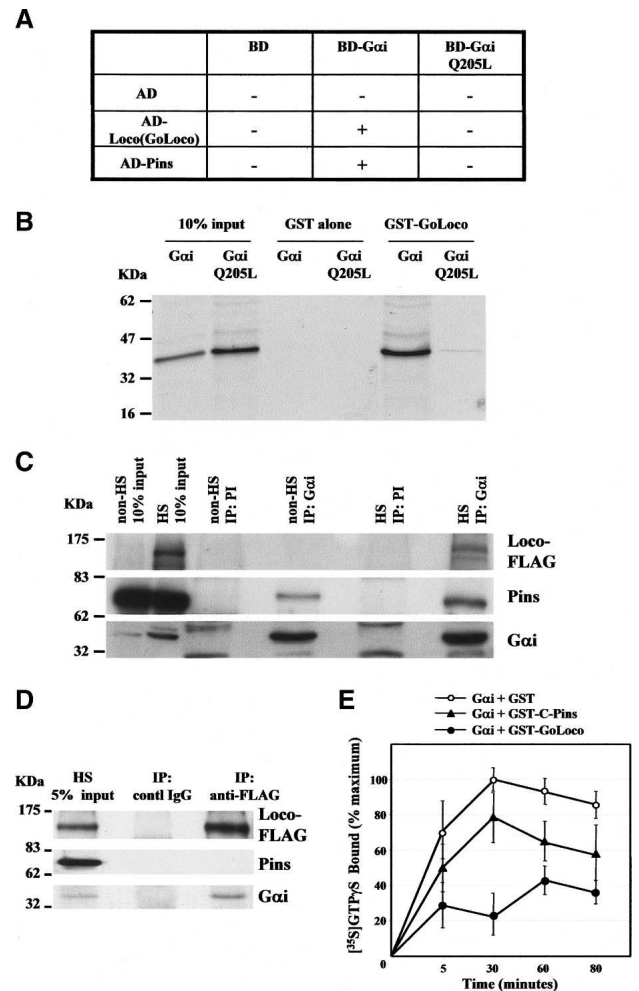 A
BD BD-Gαi BD-Gαi Q205L
AD - - -
AD-Loco(GoLoco) - + -
AD-Pins - + -
B
10% input GST alone GST-GoLoco
Gαi Gαi Q205L Gαi Gαi Q205L Gαi Gαi Q205L
KDa
62
47
32
16
C
KDa
non-HS 10% input
HS 10% input
non-HS IP: PI
non-HS IP: Gαi
HS IP: PI
HS IP: Gαi
175
83
62
32
Loco-FLAG
Pins
Gαi
D
KDa
HS 5% input
IP: contl IgG
IP: anti-FLAG
175
83
62
32
Loco-FLAG
Pins
Gαi
E
Gαi + GST
Gαi + GST-C-Pins
Gαi + GST-GoLoco
[35S]GTPγS Bound (% maximum)
100
80
60
40
20
0
5 30 60 80
Time (minutes)